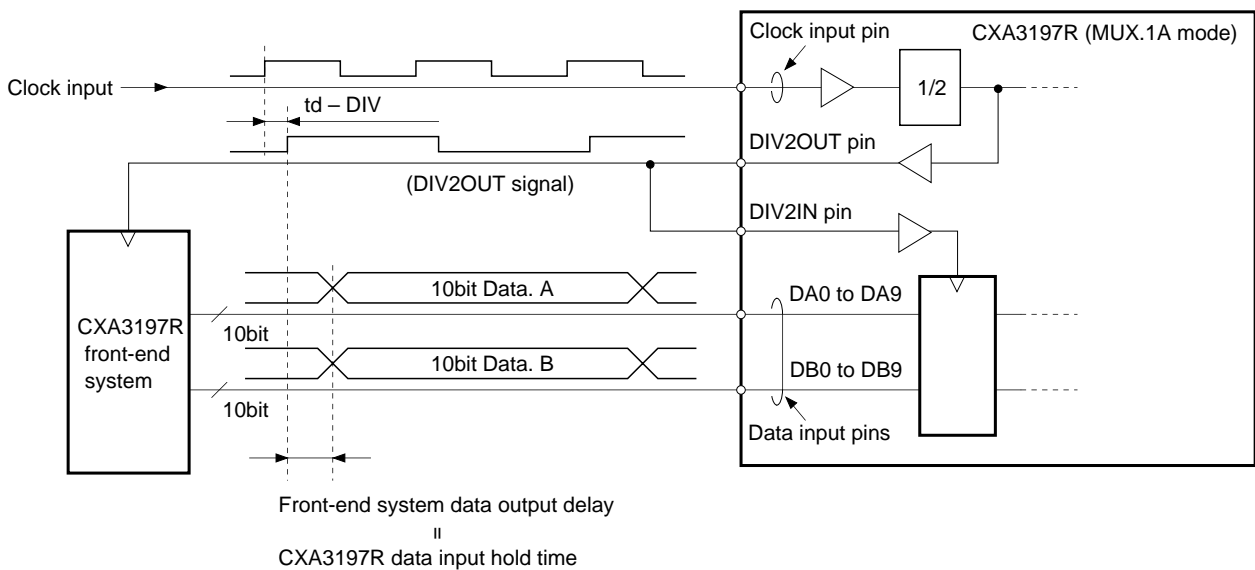 CXA3197R (MUX.1A mode)
Clock input pin
Clock input
1/2
td – DIV
DIV2OUT pin
(DIV2OUT signal)
DIV2IN pin
10bit Data. A
DA0 to DA9
CXA3197R
front-end
system
10bit
10bit Data. B
DB0 to DB9
10bit
Data input pins
Front-end system data output delay
=
CXA3197R data input hold time